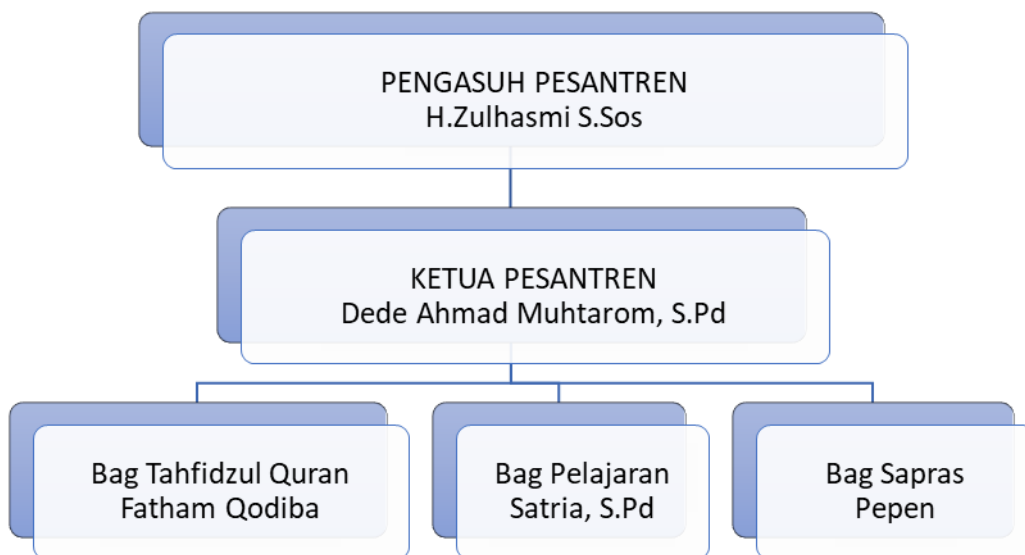 PENGASUH PESANTREN
H.Zulhasmi S.Sos
KETUA PESANTREN
Dede Ahmad Muhtarom, S.Pd
Bag Tahfidzul Quran
Fatham Qodiba
Bag Pelajaran
Satria, S.Pd
Bag Sapras
Pepen